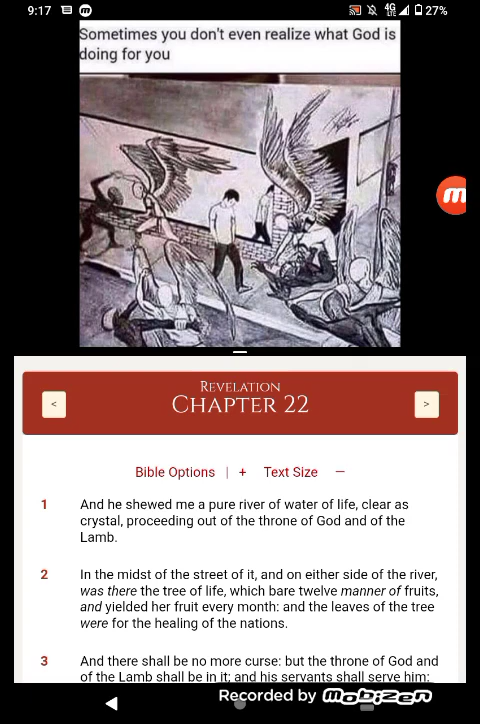 9:17
4G
LTE
27%
Sometimes you don't even realize what God is
doing for you
REVELATION
< CHAPTER 22 >
Bible Options | + Text Size −
1 And he shewed me a pure river of water of life, clear as
crystal, proceeding out of the throne of God and of the
Lamb.
2 In the midst of the street of it, and on either side of the river,
was there the tree of life, which bare twelve manner of fruits,
and yielded her fruit every month: and the leaves of the tree
were for the healing of the nations.
3 And there shall be no more curse: but the throne of God and
of the Lamb shall be in it; and his servants shall serve him:
Recorded by mobizen